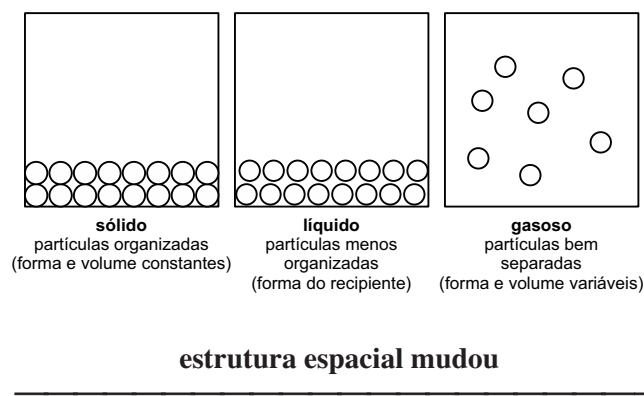 sólido
partículas organizadas
(forma e volume constantes)
líquido
partículas menos
organizadas
(forma do recipiente)
gasoso
partículas bem
separadas
(forma e volume variáveis)
estrutura espacial mudou